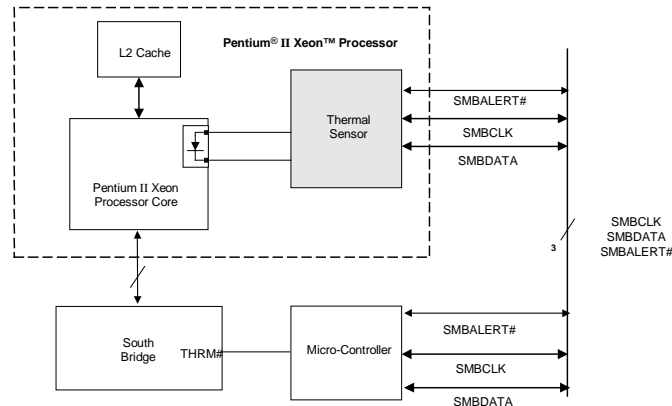 Pentium® II Xeon™ Processor
L2 Cache
Thermal
Sensor
SMBALERT#
SMBCLK
SMBDATA
Pentium II Xeon
Processor Core
3
SMBCLK
SMBDATA
SMBALERT#
South
Bridge
THRM#
Micro-Controller
SMBALERT#
SMBCLK
SMBDATA